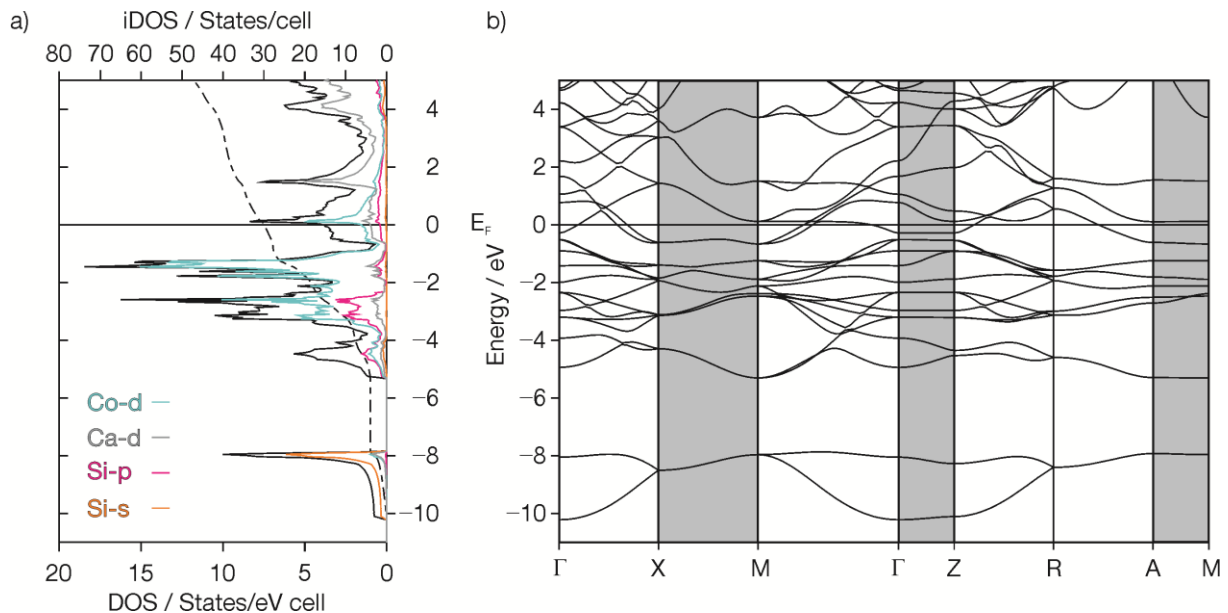 a)
iDOS / States/cell
80 70 60 50 40 30 20 10 0
4
2
0
−2
−4
−6
−8
−10
Co-d
Ca-d
Si-p
Si-s
20 15 10 5 0
DOS / States/eV cell
b)
Energy / eV
4
2
E_F 0
−2
−4
−6
−8
−10
Γ X M Γ Z R A M